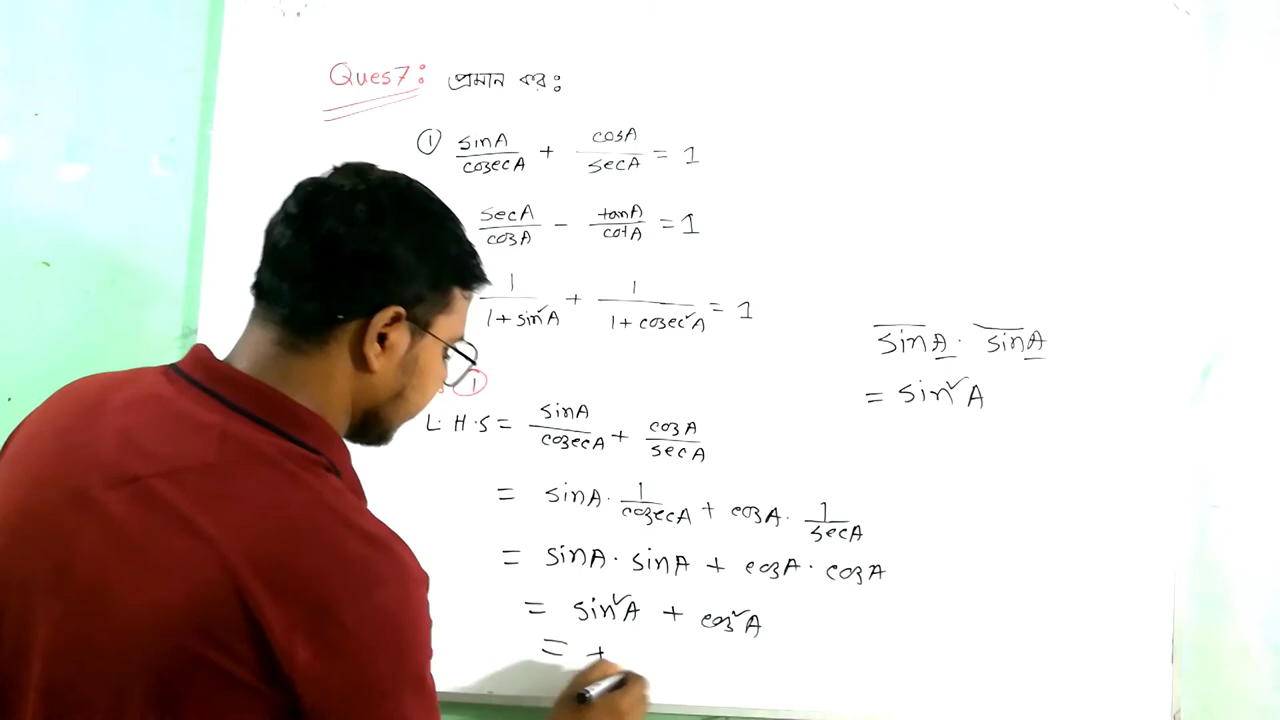 Ques7: প্রমান কর:
① sinA/cosecA + cosA/secA = 1
secA/cosA − tanA/cotA = 1
1/(1 + sin²A) + 1/(1 + cosec²A) = 1
①
L.H.S = sinA/cosecA + cosA/secA
= sinA · 1/cosecA + cosA · 1/secA
= sinA · sinA + cosA · cosA
= sin²A + cos²A
=
sinA · sinA
= sin²A